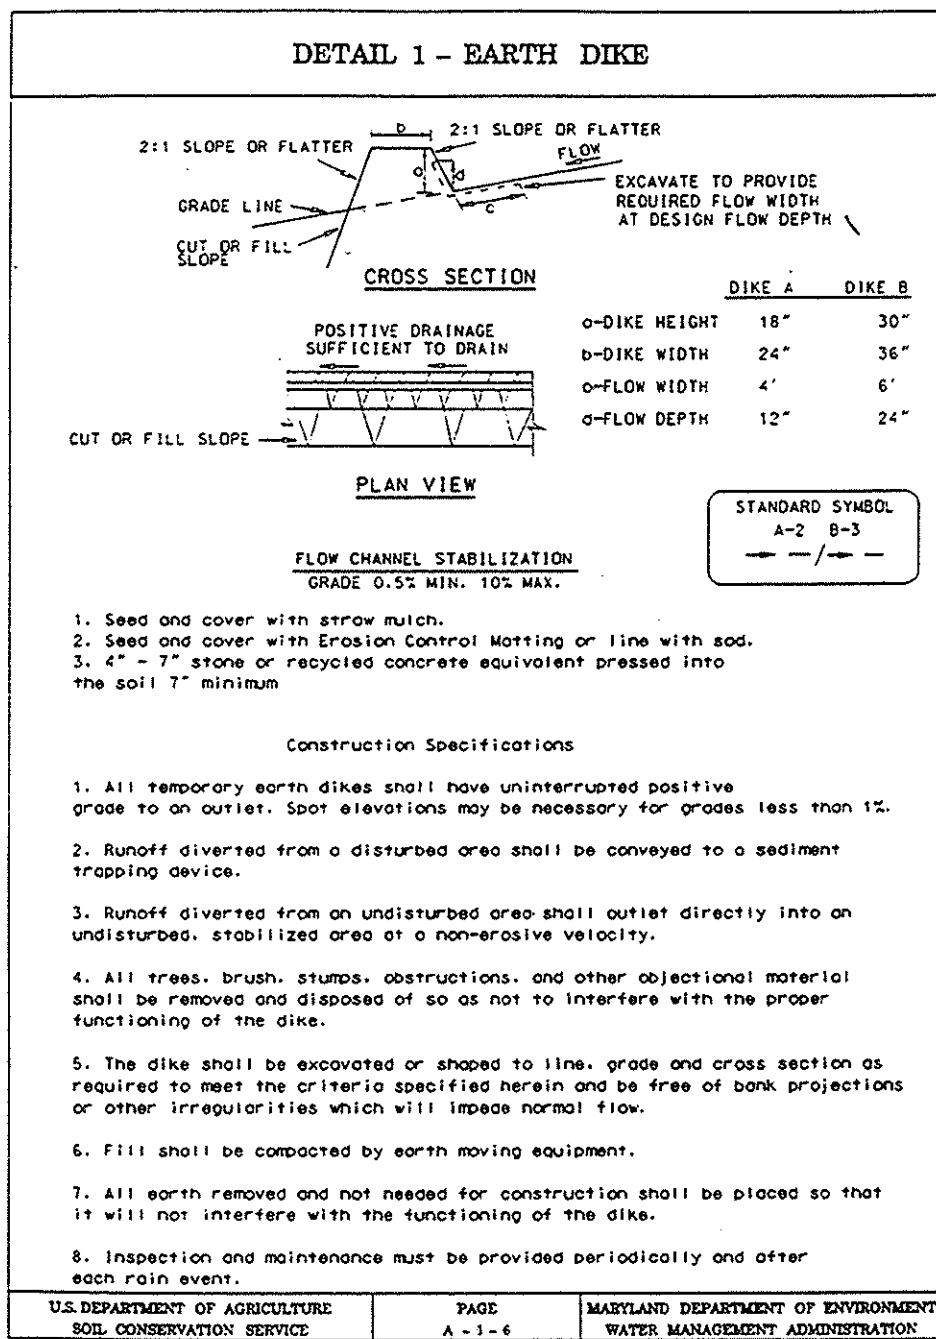 DETAIL 1 – EARTH DIKE
b
2:1 SLOPE OR FLATTER
2:1 SLOPE OR FLATTER
FLOW
a
d
c
GRADE LINE
EXCAVATE TO PROVIDE
REQUIRED FLOW WIDTH
AT DESIGN FLOW DEPTH
CUT OR FILL
SLOPE
CROSS SECTION
DIKE A DIKE B
a-DIKE HEIGHT 18" 30"
b-DIKE WIDTH 24" 36"
c-FLOW WIDTH 4' 6'
d-FLOW DEPTH 12" 24"
POSITIVE DRAINAGE
SUFFICIENT TO DRAIN
CUT OR FILL SLOPE
PLAN VIEW
STANDARD SYMBOL
A-2 B-3
/
FLOW CHANNEL STABILIZATION
GRADE 0.5% MIN. 10% MAX.
1. Seed and cover with straw mulch.
2. Seed and cover with Erosion Control Matting or line with sod.
3. 4" - 7" stone or recycled concrete equivalent pressed into
the soil 7" minimum
Construction Specifications
1. All temporary earth dikes shall have uninterrupted positive
grade to an outlet. Spot elevations may be necessary for grades less than 1%.
2. Runoff diverted from a disturbed area shall be conveyed to a sediment
trapping device.
3. Runoff diverted from an undisturbed area shall outlet directly into an
undisturbed, stabilized area at a non-erosive velocity.
4. All trees, brush, stumps, obstructions, and other objectional material
shall be removed and disposed of so as not to interfere with the proper
functioning of the dike.
5. The dike shall be excavated or shaped to line, grade and cross section as
required to meet the criteria specified herein and be free of bank projections
or other irregularities which will impede normal flow.
6. Fill shall be compacted by earth moving equipment.
7. All earth removed and not needed for construction shall be placed so that
it will not interfere with the functioning of the dike.
8. Inspection and maintenance must be provided periodically and after
each rain event.
U.S. DEPARTMENT OF AGRICULTURE
SOIL CONSERVATION SERVICE
PAGE
A - 1 - 6
MARYLAND DEPARTMENT OF ENVIRONMENT
WATER MANAGEMENT ADMINISTRATION